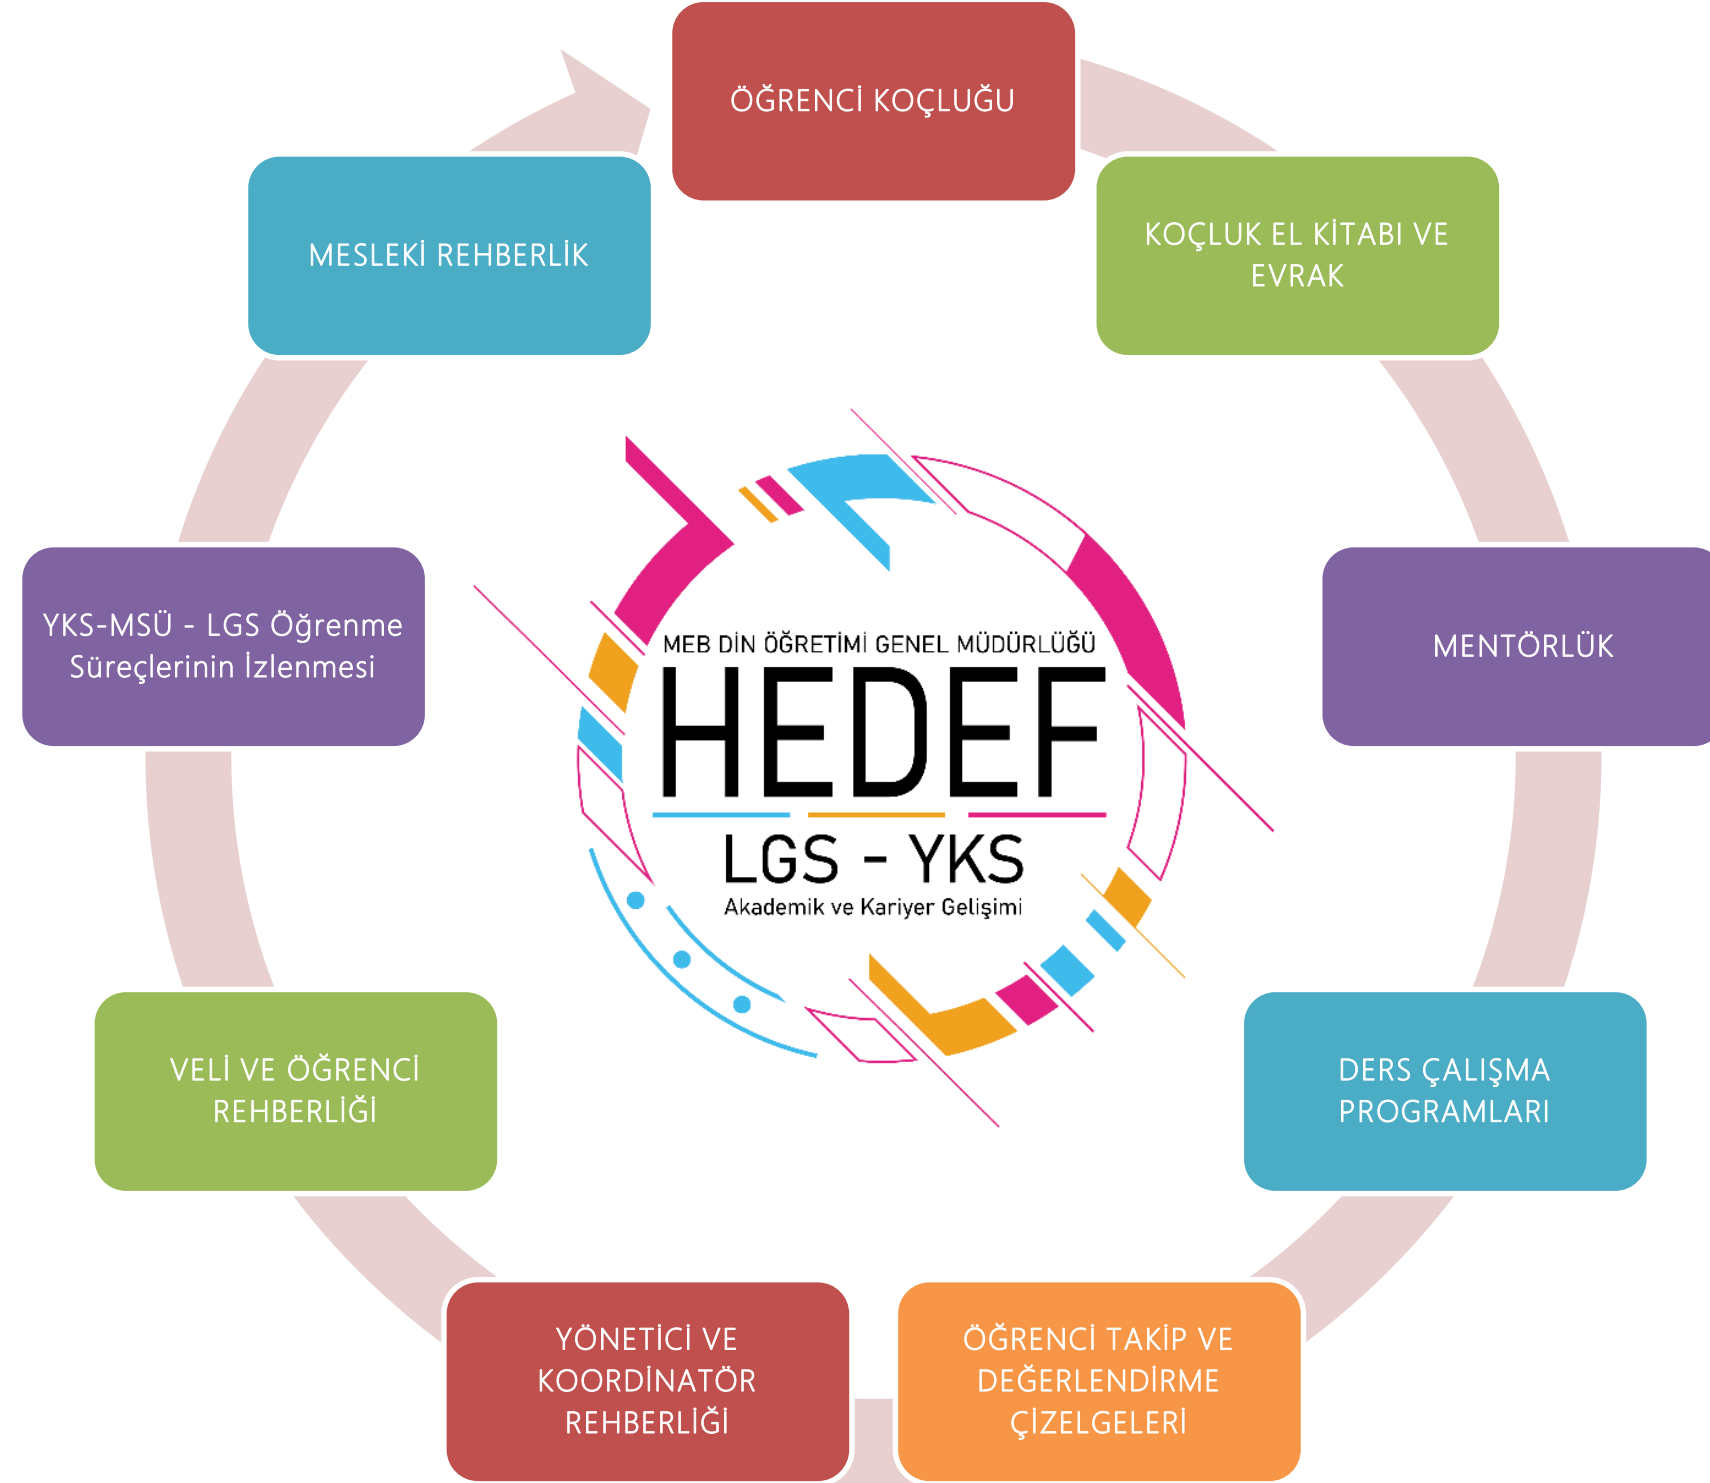 ÖĞRENCİ KOÇLUĞU
KOÇLUK EL KİTABI VE
EVRAK
MENTÖRLÜK
DERS ÇALIŞMA
PROGRAMLARI
ÖĞRENCİ TAKİP VE
DEĞERLENDİRME
ÇİZELGELERİ
YÖNETİCİ VE
KOORDİNATÖR
REHBERLİĞİ
VELİ VE ÖĞRENCİ
REHBERLİĞİ
YKS-MSÜ - LGS Öğrenme
Süreçlerinin İzlenmesi
MESLEKİ REHBERLİK
MEB DİN ÖĞRETİMİ GENEL MÜDÜRLÜĞÜ
HEDEF
LGS - YKS
Akademik ve Kariyer Gelişimi